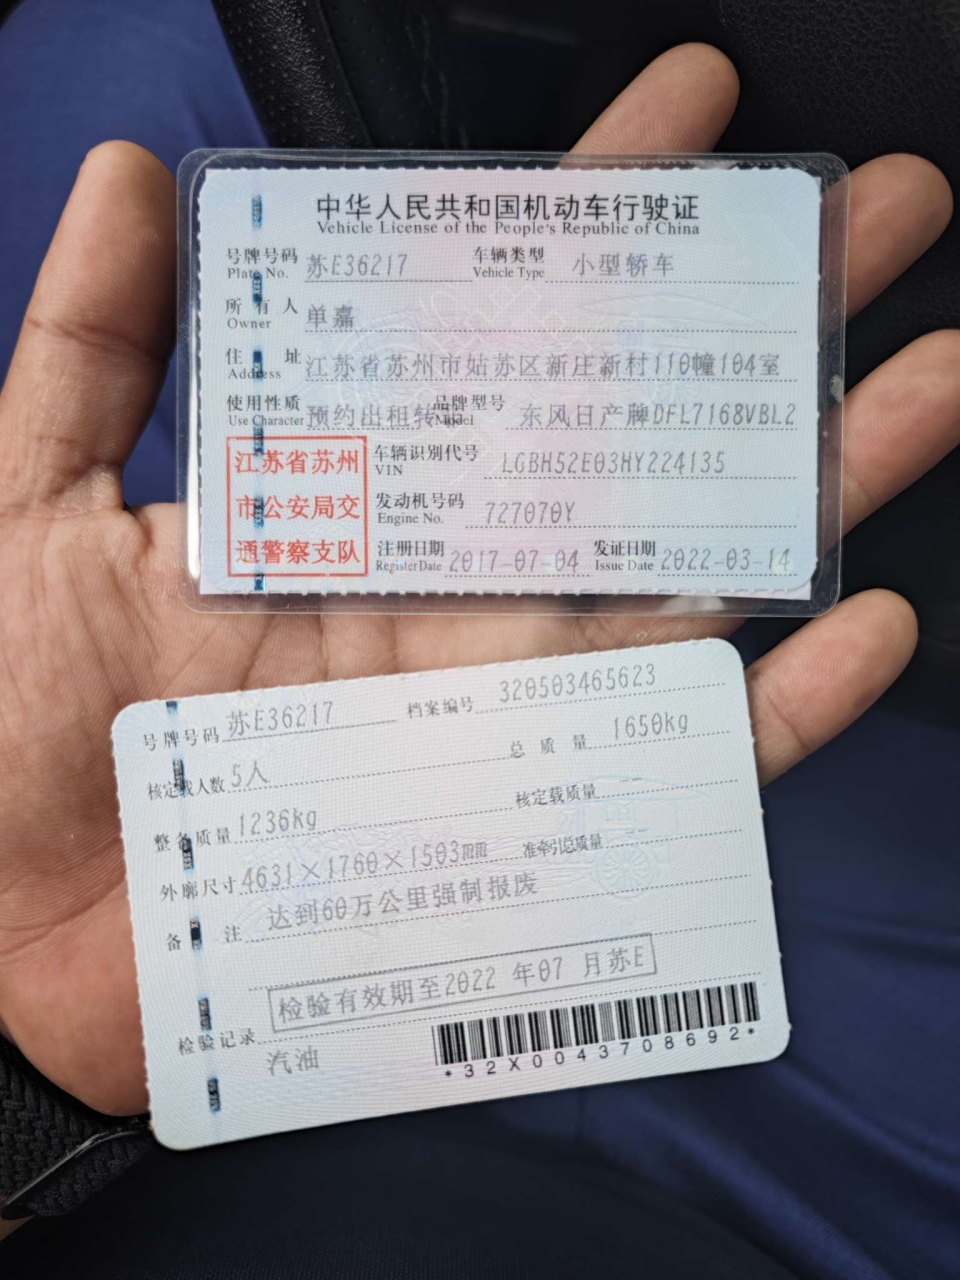 中华人民共和国机动车行驶证
Vehicle License of the People's Republic of China
号牌号码 Plate No. 苏E36217 车辆类型 Vehicle Type 小型轿车
所有人 Owner 单嘉
住址 Address 江苏省苏州市姑苏区新庄新村110幢104室
使用性质 Use Character 预约出租转 品牌型号 Model 东风日产牌DFL7168VBL2
江苏省苏州 车辆识别代号 VIN LGBH52E03HY224135
市公安局交 发动机号码 Engine No. 727070Y
通警察支队 注册日期 Register Date 2017-07-04 发证日期 Issue Date 2022-03-14
号牌号码 苏E36217 档案编号 320503465623
核定载人数 5人 总质量 1650kg
整备质量 1236kg 核定载质量 --
外廓尺寸 4631×1760×1503mm 准牵引总质量 --
备注 达到60万公里强制报废
检验有效期至2022年07月苏E
检验记录
汽油
*32X0043708692*